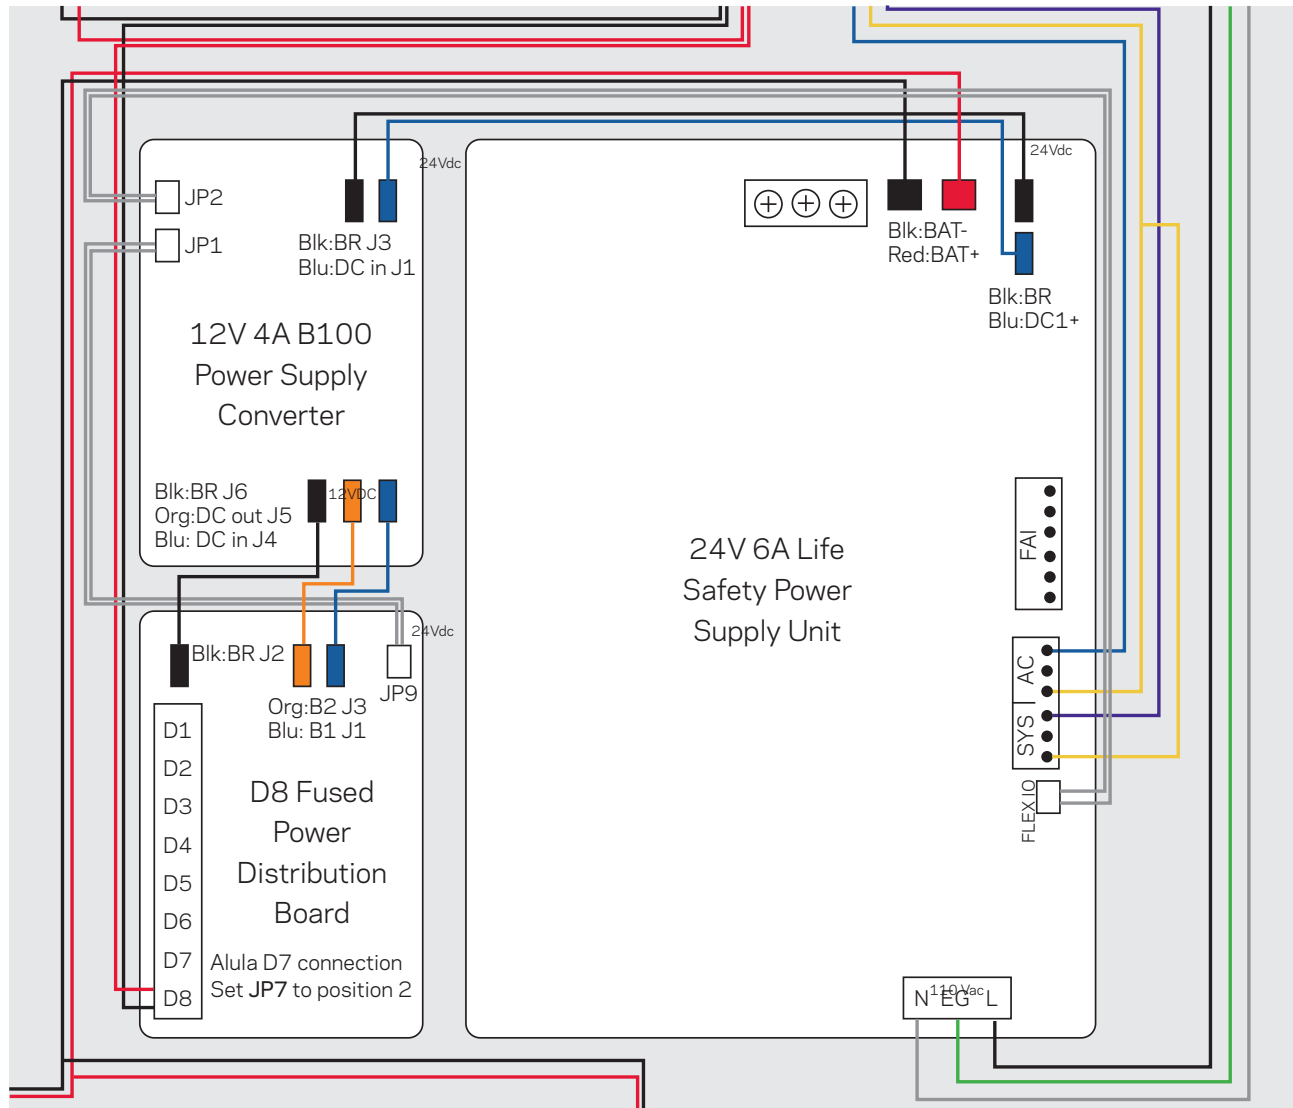 24Vdc
24Vdc
JP2
JP1
Blk:BR J3
Blu:DC in J1
Blk:BAT-
Red:BAT+
Blk:BR
Blu:DC1+
12V 4A B100
Power Supply
Converter
Blk:BR J6
Org:DC out J5
Blu: DC in J4
12VDC
24V 6A Life
Safety Power
Supply Unit
FAI
AC
SYS
FLEX IO
24Vdc
Blk:BR J2
JP9
Org:B2 J3
Blu: B1 J1
D1
D2
D3
D4
D5
D6
D7
D8
D8 Fused
Power
Distribution
Board
Alula D7 connection
Set JP7 to position 2
110 Vac
N EG L